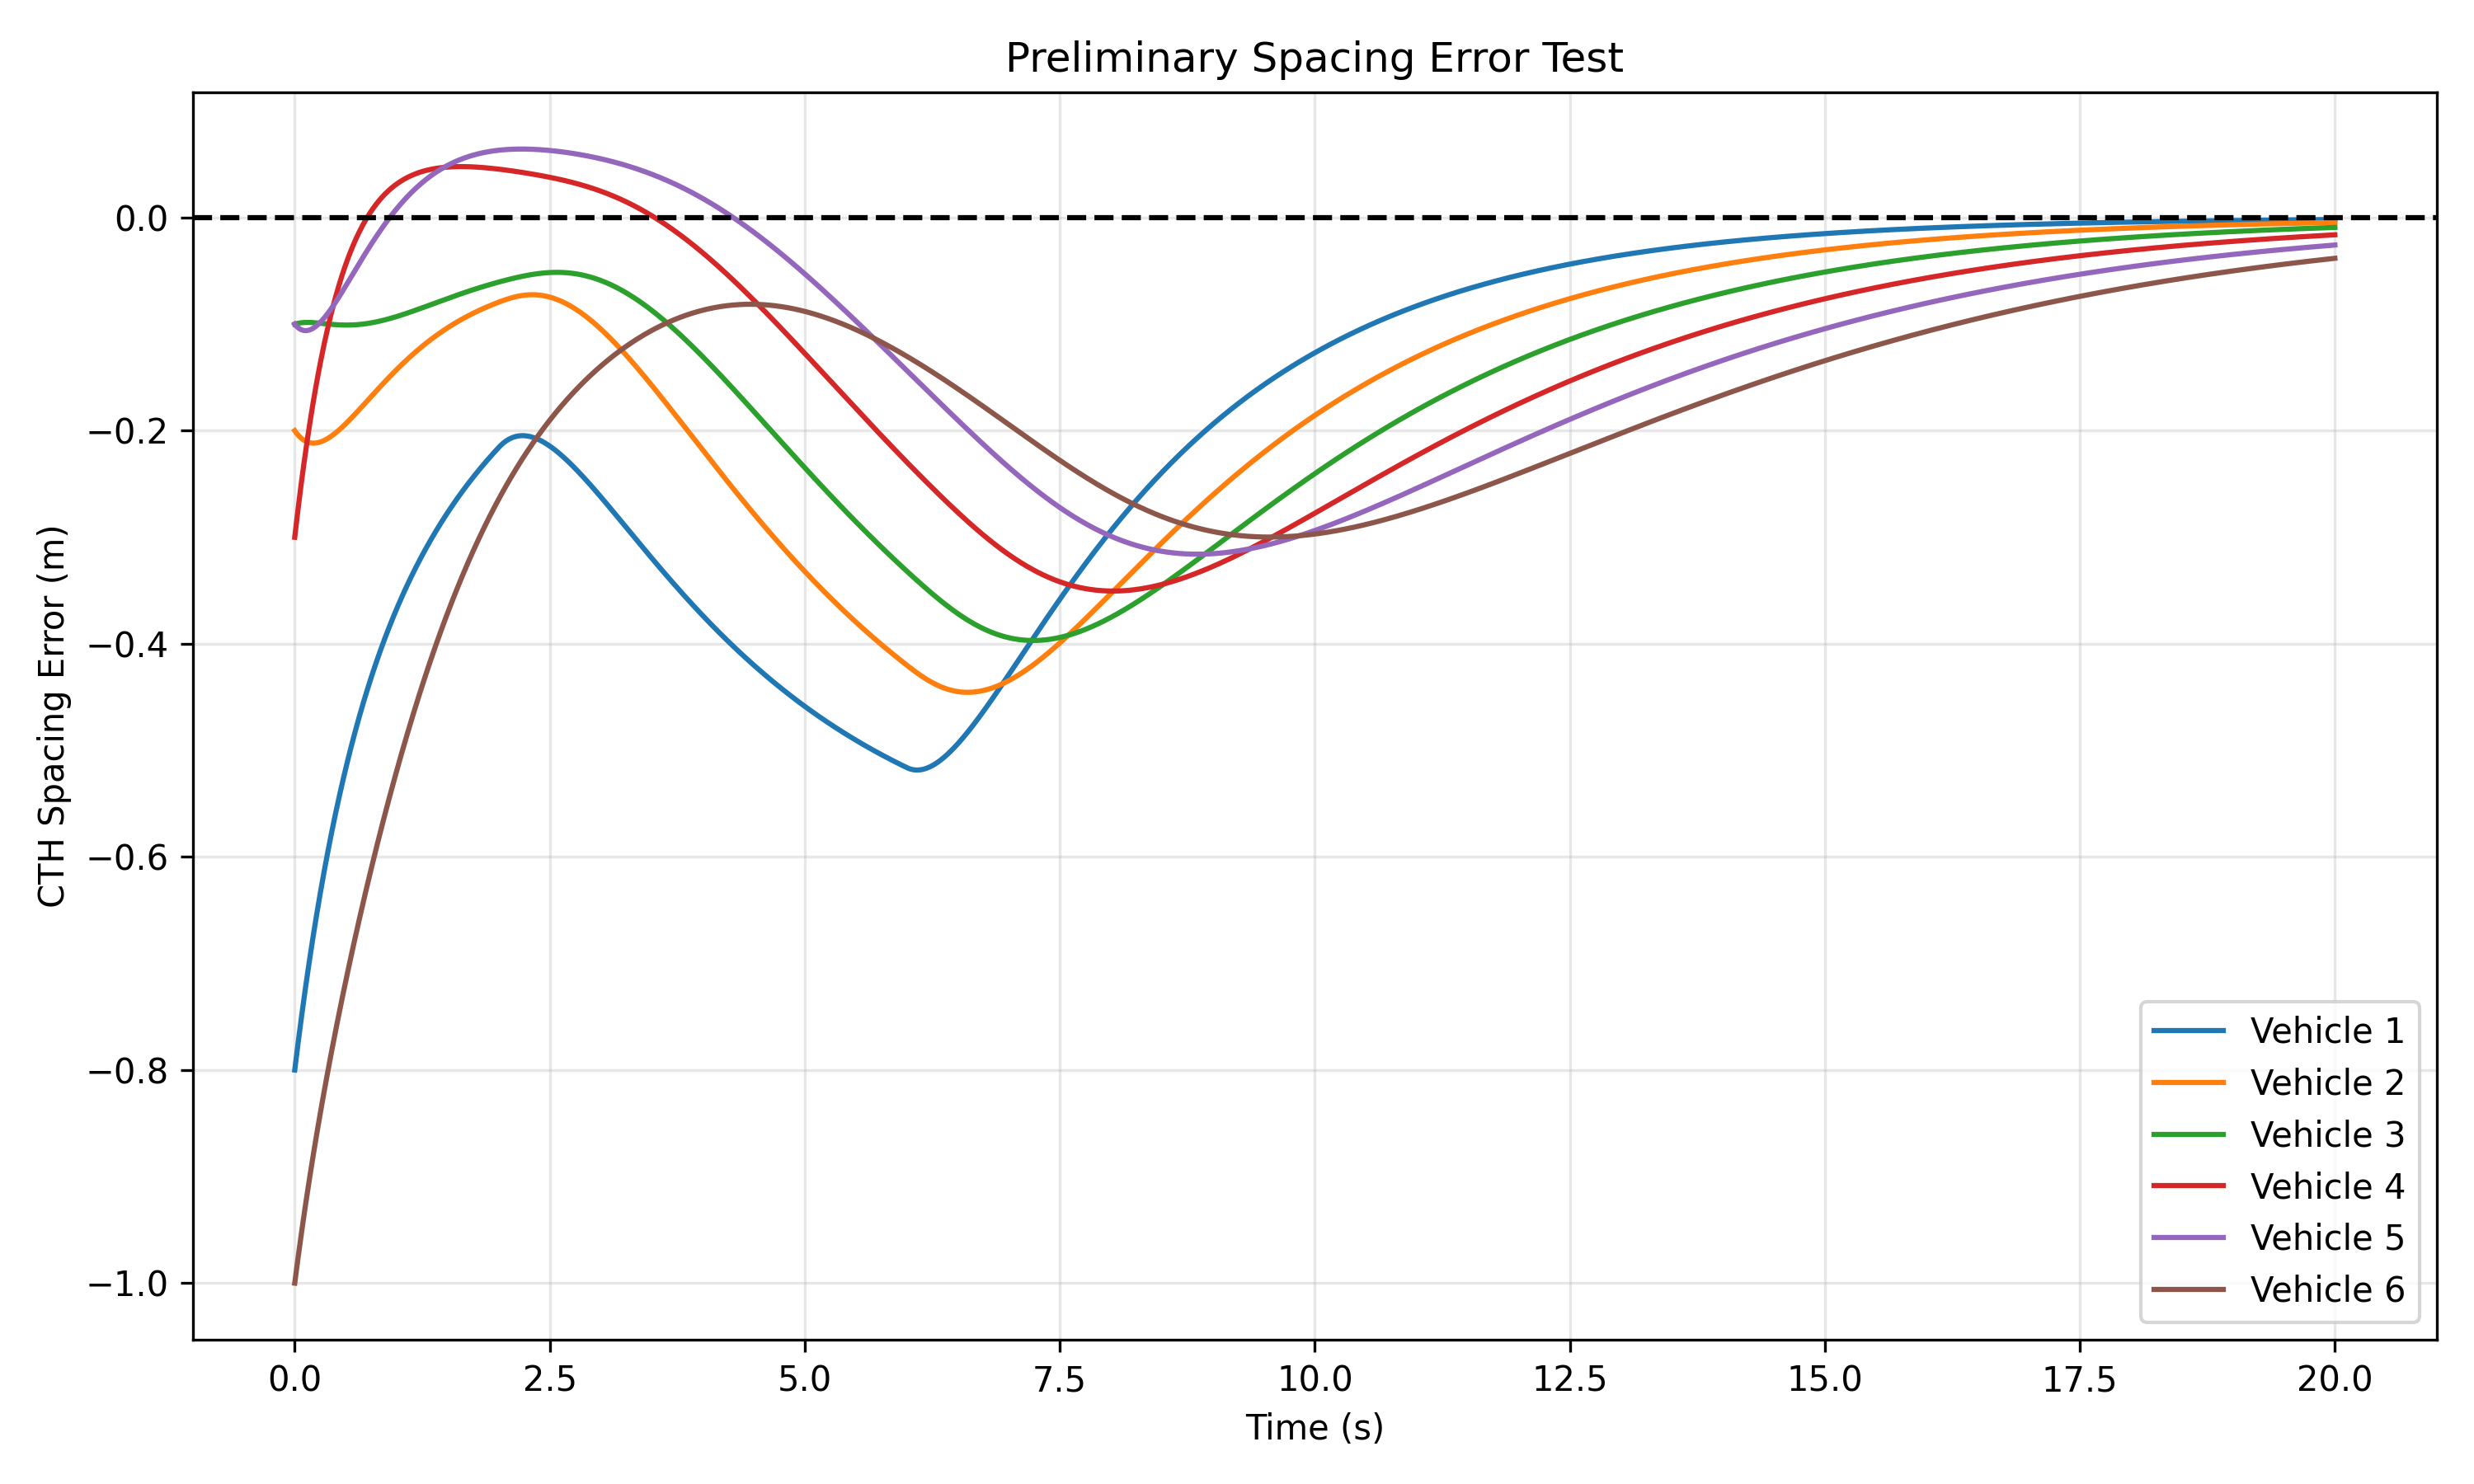 Preliminary Spacing Error Test
CTH Spacing Error (m)
0.0
−0.2
−0.4
−0.6
−0.8
−1.0
0.0 2.5 5.0 7.5 10.0 12.5 15.0 17.5 20.0
Time (s)
Vehicle 1
Vehicle 2
Vehicle 3
Vehicle 4
Vehicle 5
Vehicle 6